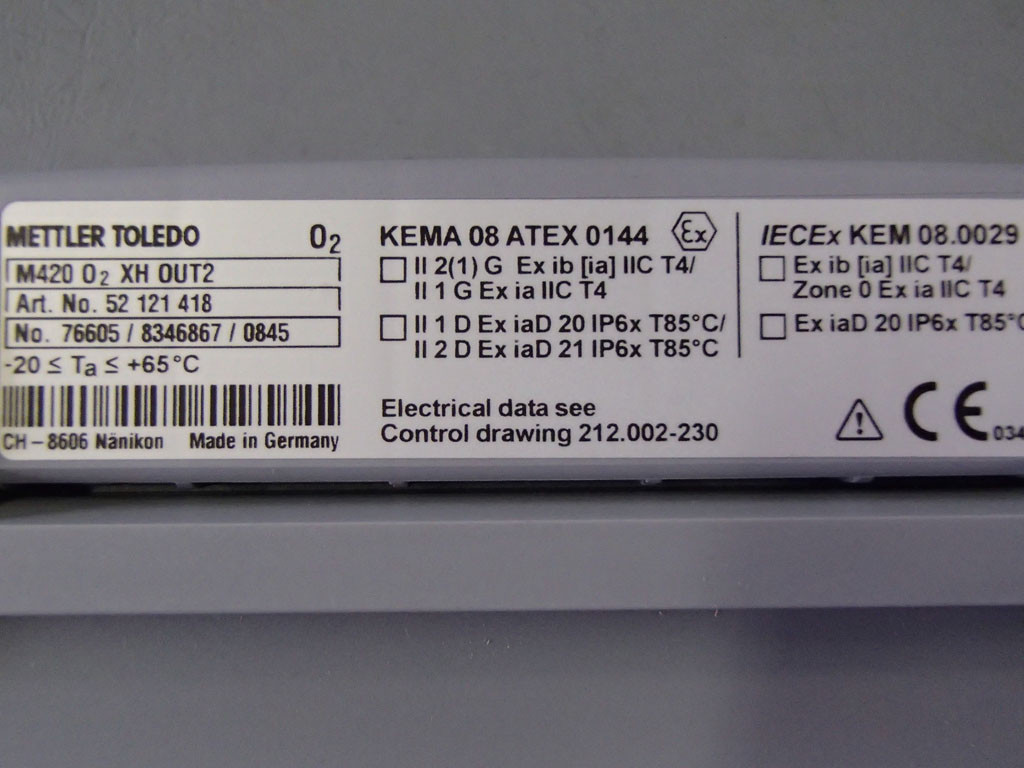 METTLER TOLEDO O2
M420 O2 XH OUT2
Art. No. 52 121 418
No. 76605 / 8346867 / 0845
-20 ≤ Ta ≤ +65°C
CH-8606 Nänikon Made in Germany
KEMA 08 ATEX 0144 Ex
II 2(1) G Ex ib [ia] IIC T4/
II 1 G Ex ia IIC T4
II 1 D Ex iaD 20 IP6x T85°C/
II 2 D Ex iaD 21 IP6x T85°C
Electrical data see
Control drawing 212.002-230
IECEx KEM 08.0029
Ex ib [ia] IIC T4/
Zone 0 Ex ia IIC T4
Ex iaD 20 IP6x T85°C
CE